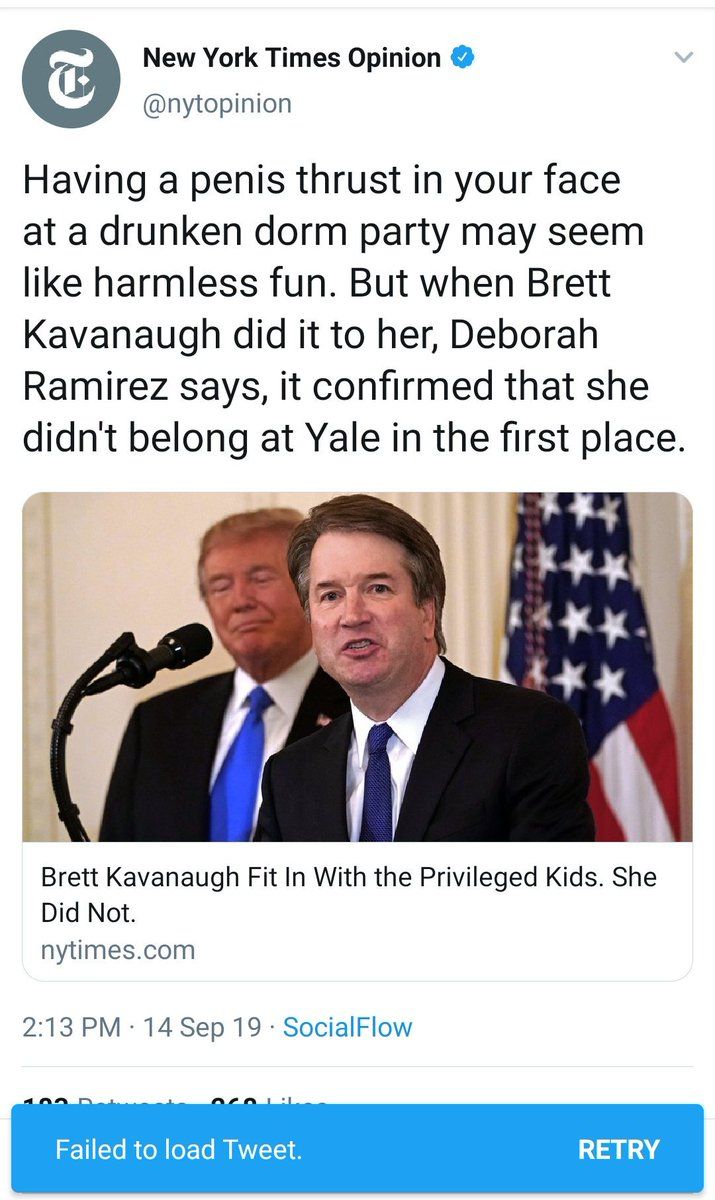 New York Times Opinion
@nytopinion
Having a penis thrust in your face
at a drunken dorm party may seem
like harmless fun. But when Brett
Kavanaugh did it to her, Deborah
Ramirez says, it confirmed that she
didn't belong at Yale in the first place.
Brett Kavanaugh Fit In With the Privileged Kids. She
Did Not.
nytimes.com
2:13 PM · 14 Sep 19 · SocialFlow
Retweets Likes
Failed to load Tweet. RETRY